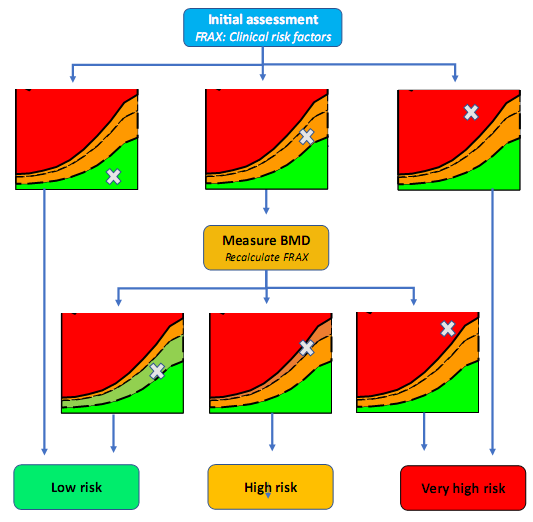 Initial assessment
FRAX: Clinical risk factors
Measure BMD
Recalculate FRAX
Low risk
High risk
Very high risk